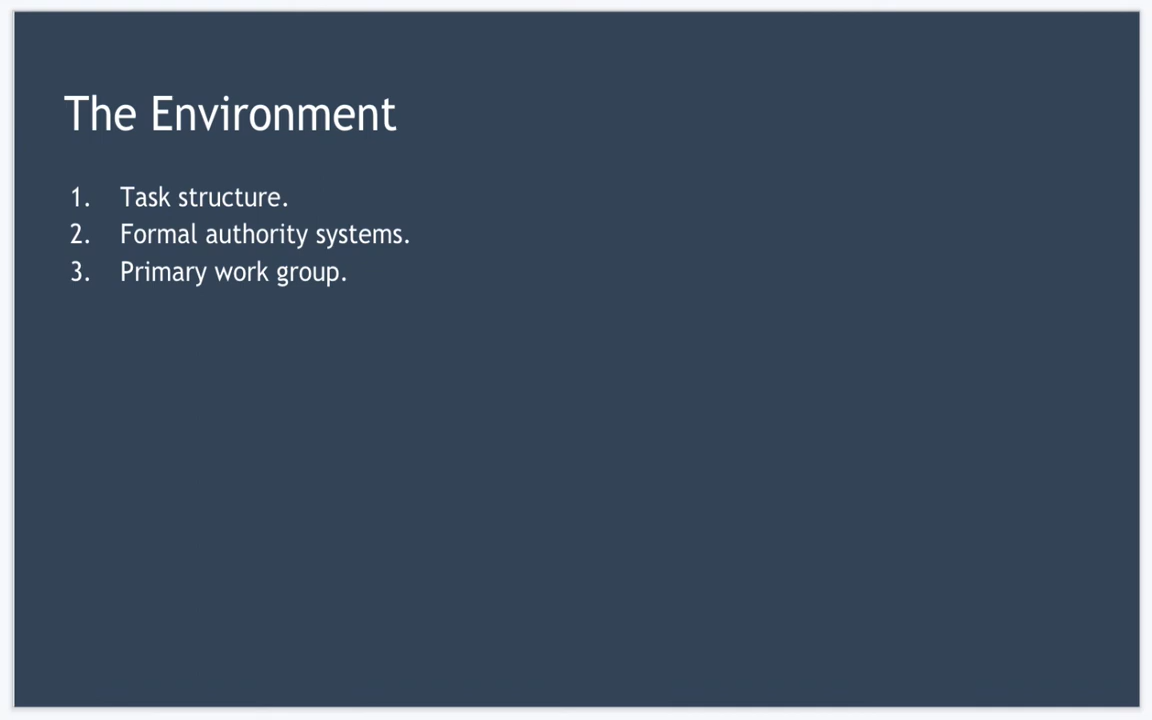 The Environment
1. Task structure.
2. Formal authority systems.
3. Primary work group.